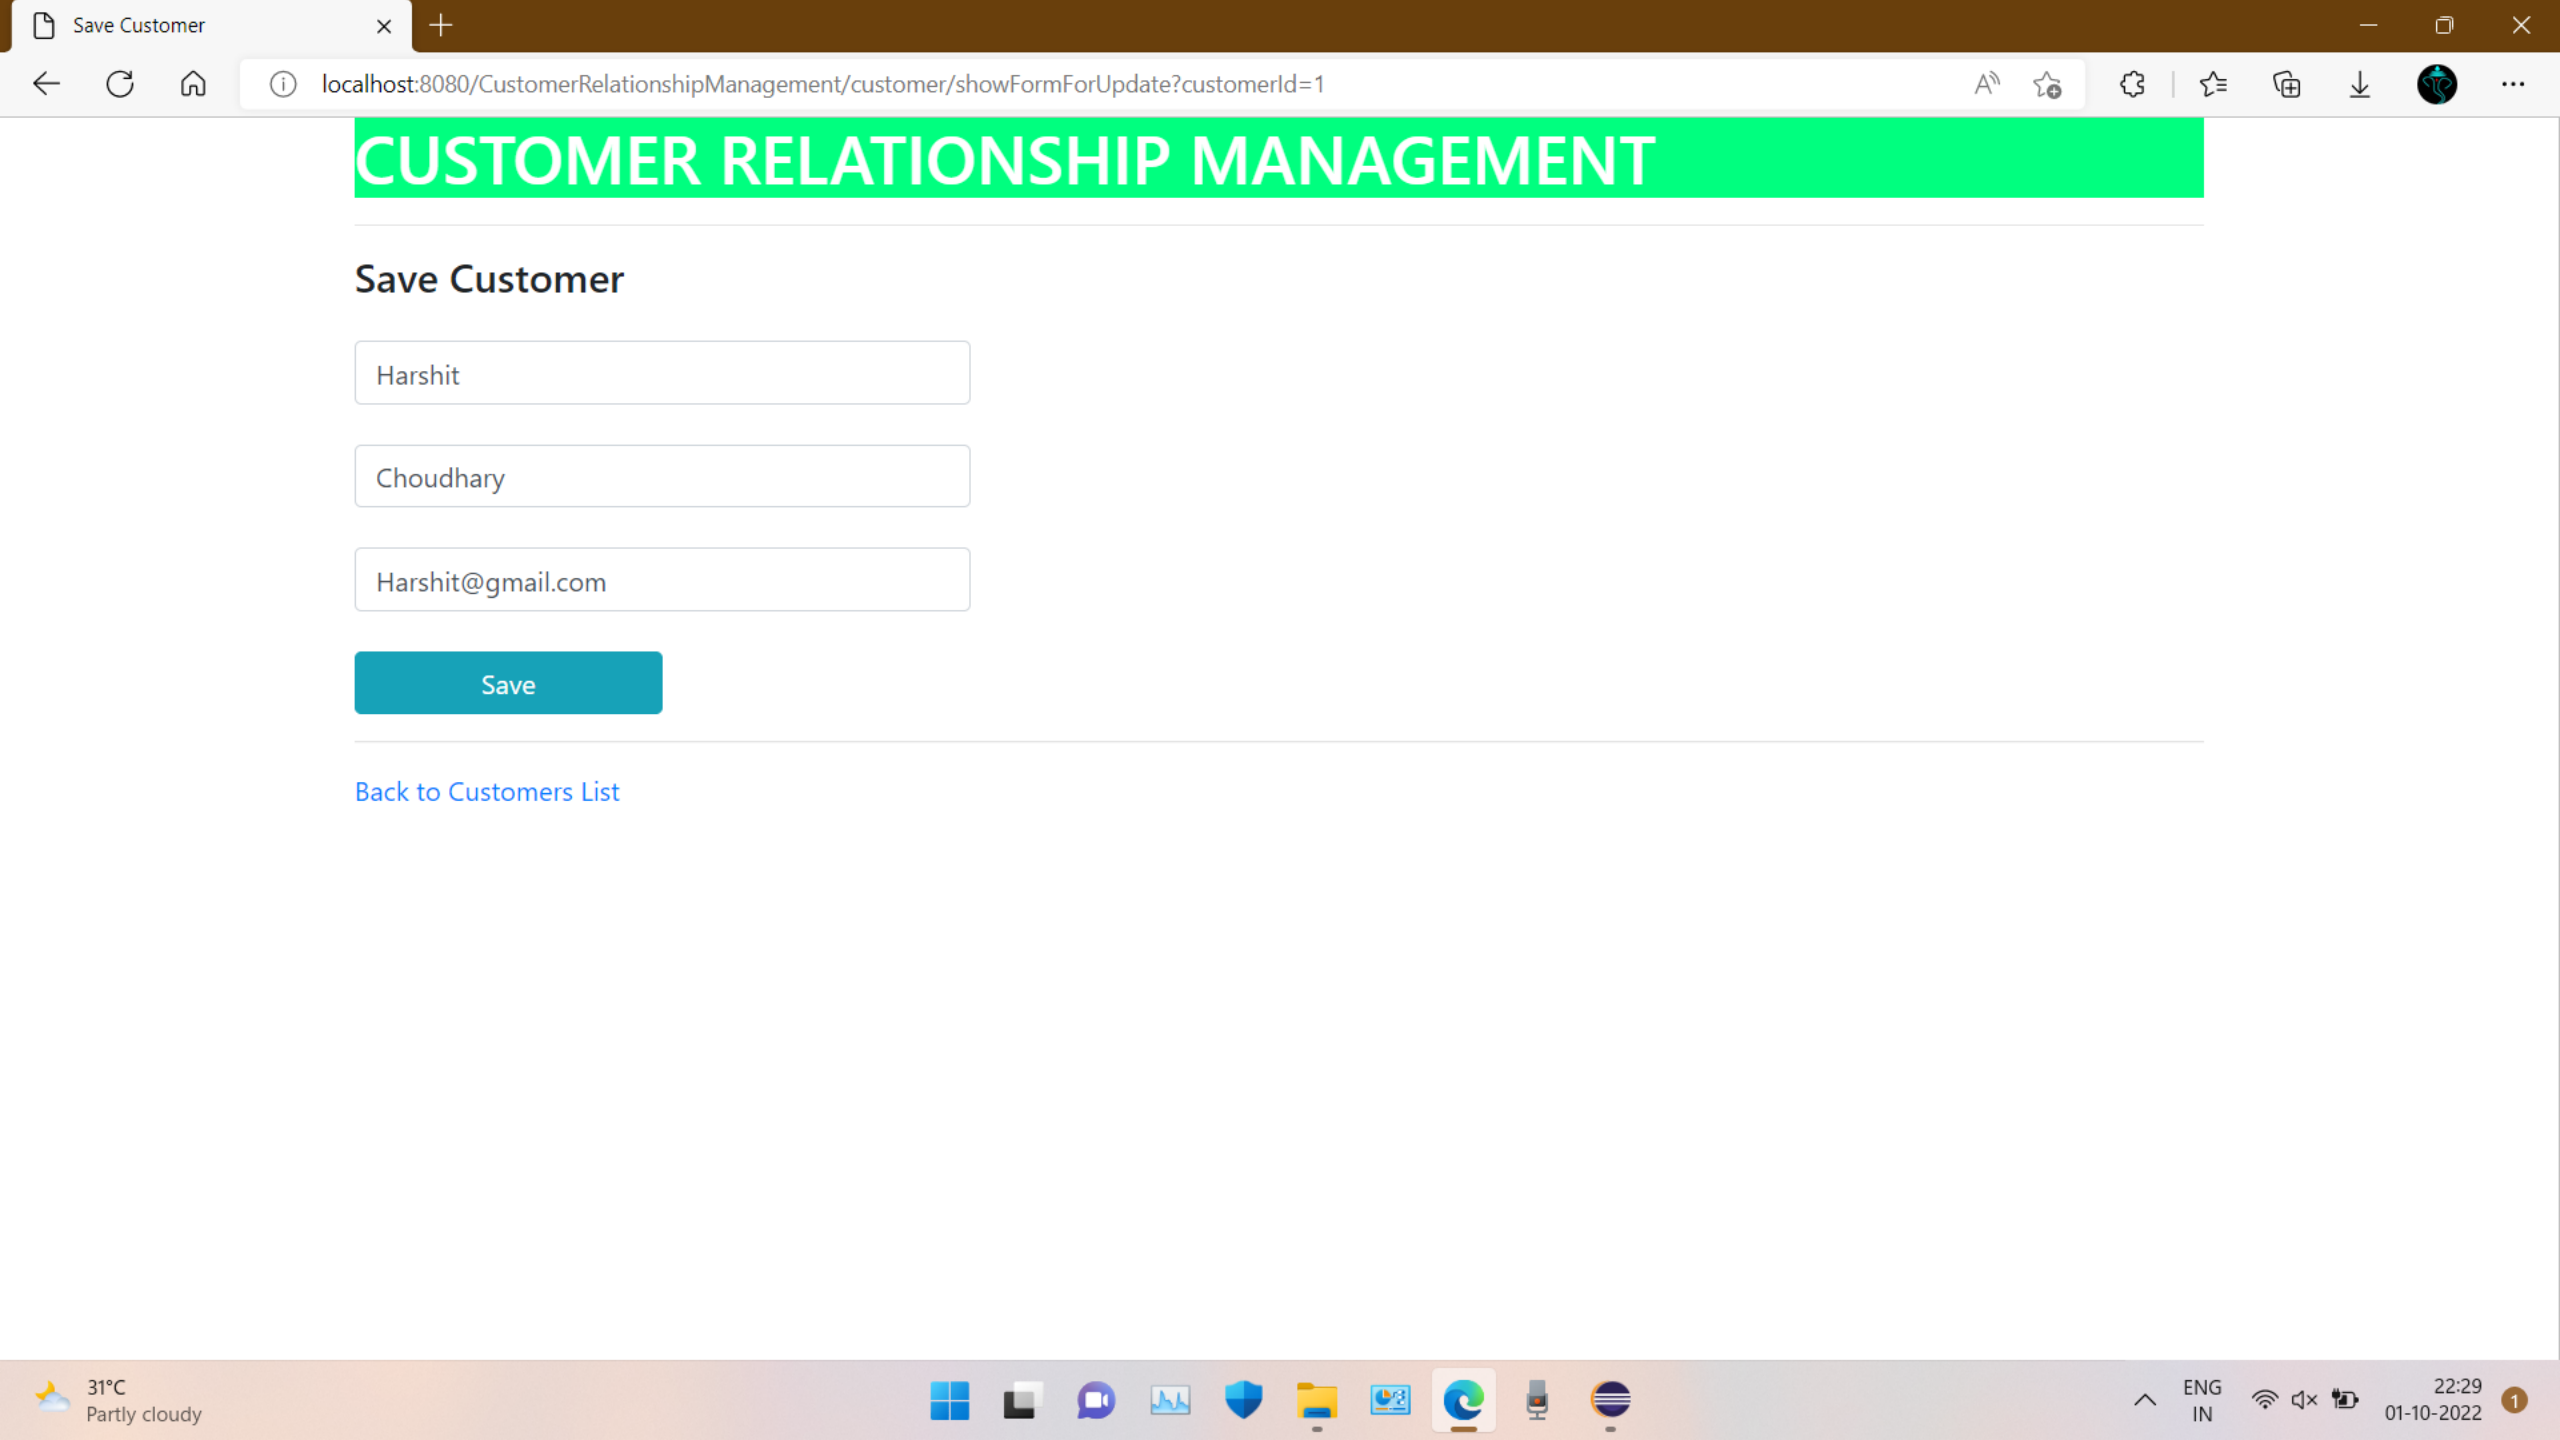 Save Customer
localhost:8080/CustomerRelationshipManagement/customer/showFormForUpdate?customerId=1
CUSTOMER RELATIONSHIP MANAGEMENT
Save Customer
Harshit
Choudhary
Harshit@gmail.com
Save
Back to Customers List
31°C
Partly cloudy
ENG
IN
22:29
01-10-2022
1